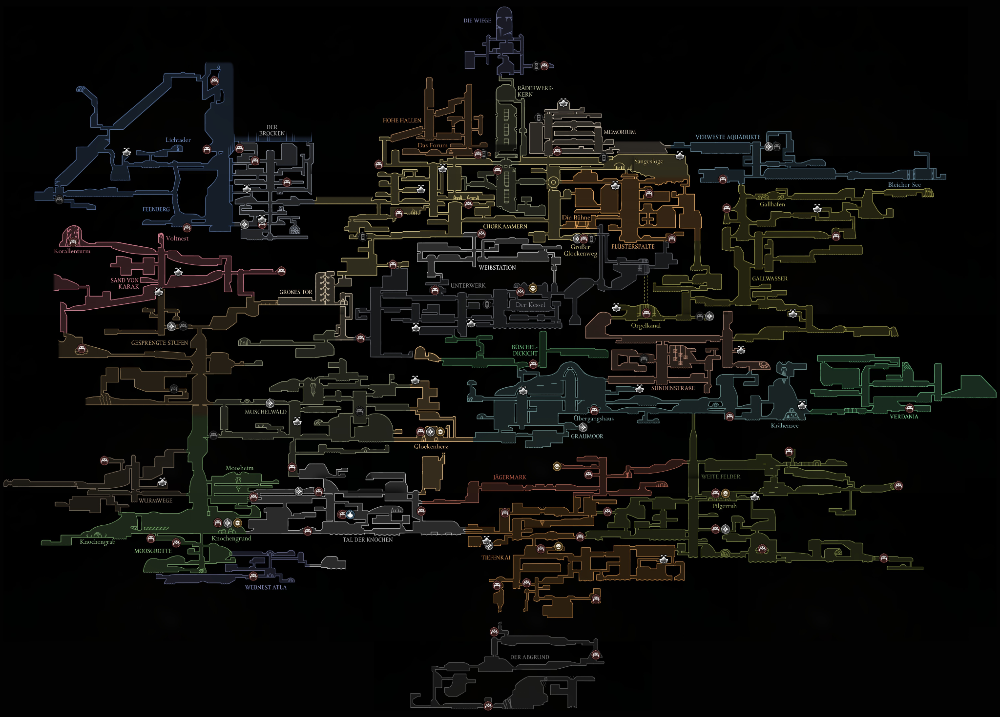 DIE WIEGE
RÄDERWERK-
KERN
HOHE HALLEN
DER
BROCKEN
MEMORIUM
VERWESTE AQUÄDUKTE
Lichtader
Das Forum
Sangesloge
Bleicher See
Gallhafen
FEENBERG
Die Bühne
CHORKAMMERN
Voltnest
Korallenturm
Großer
Glockenweg
FLÜSTERSPALTE
WEIßSTATION
SAND VON
KARAK
UNTERWERK
GALLWASSER
GROßES TOR
Der Kessel
Orgelkanal
GESPRENGTE STUFEN
BÜSCHEL-
DICKICHT
SÜNDENSTRAßE
MUSCHELWALD
Übergangshaus
VERDANIA
Krähensee
GRAUMOOR
Glockenherz
Moosheim
JÄGERMARK
WEITE FELDER
WURMWEGE
Pilgerruh
Knochengrab
Knochengrund
TAL DER KNOCHEN
MOOSGROTTE
TIEFENKAI
WEBNEST ATLA
DER ABGRUND